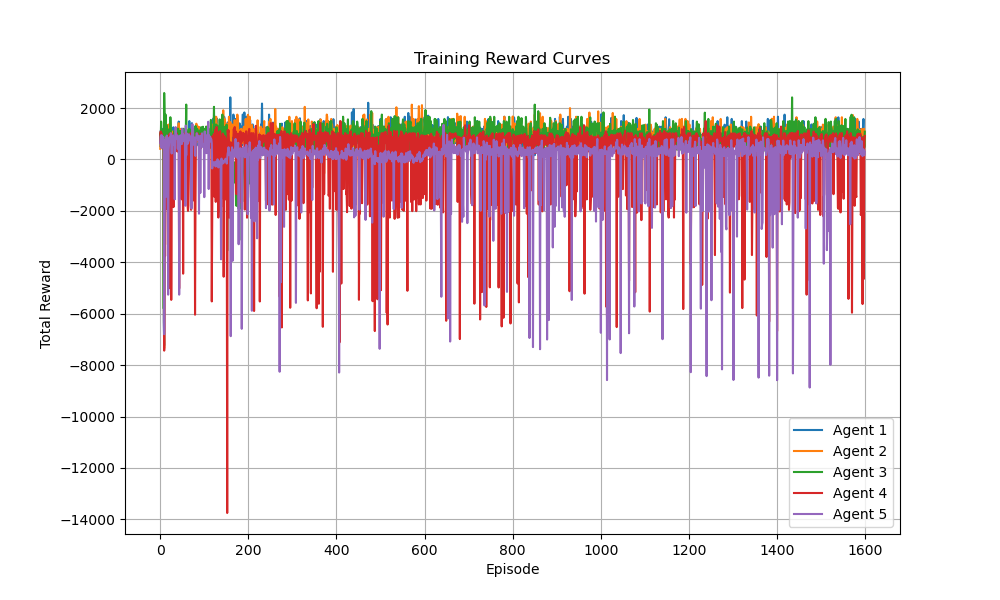 Training Reward Curves
Total Reward
2000
0
−2000
−4000
−6000
−8000
−10000
−12000
−14000
0 200 400 600 800 1000 1200 1400 1600
Episode
Agent 1
Agent 2
Agent 3
Agent 4
Agent 5